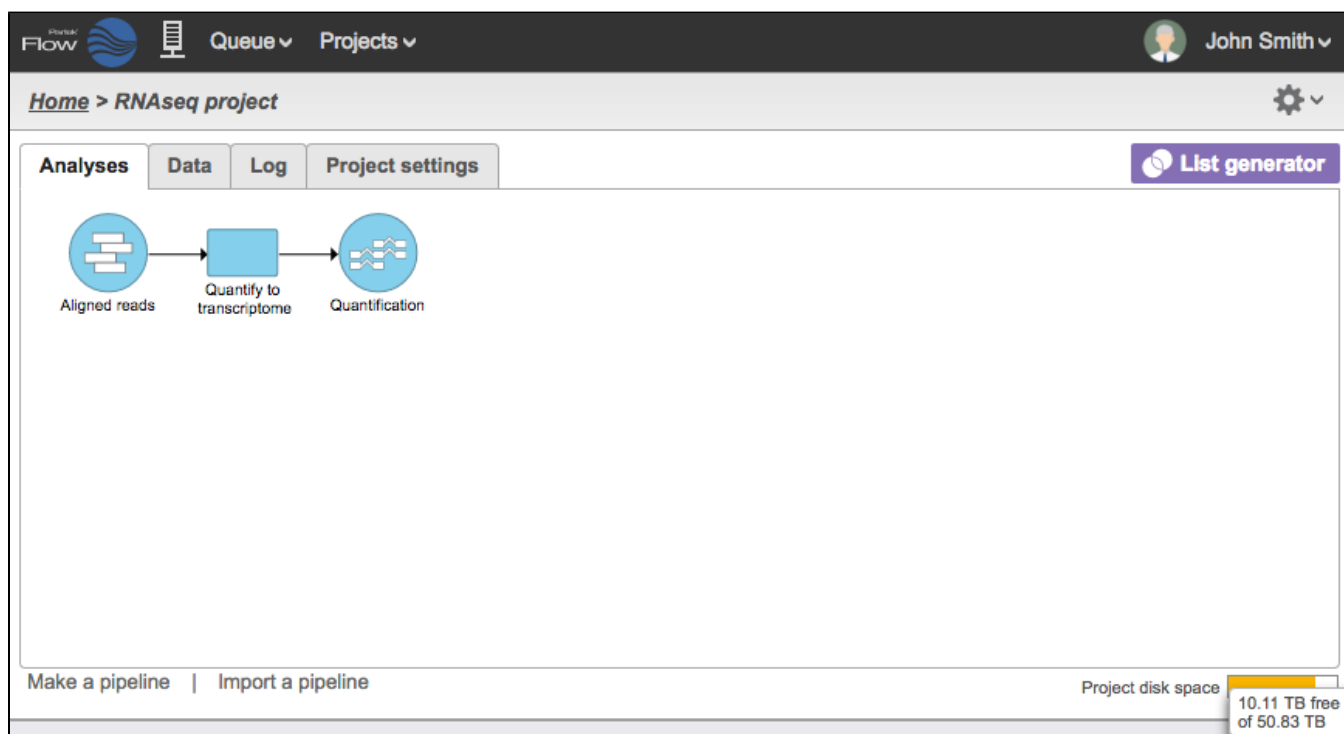 Partek
Flow
Queue Projects
John Smith
Home > RNAseq project
Analyses Data Log Project settings
List generator
Aligned reads
Quantify to
transcriptome
Quantification
Make a pipeline | Import a pipeline
Project disk space
10.11 TB free
of 50.83 TB